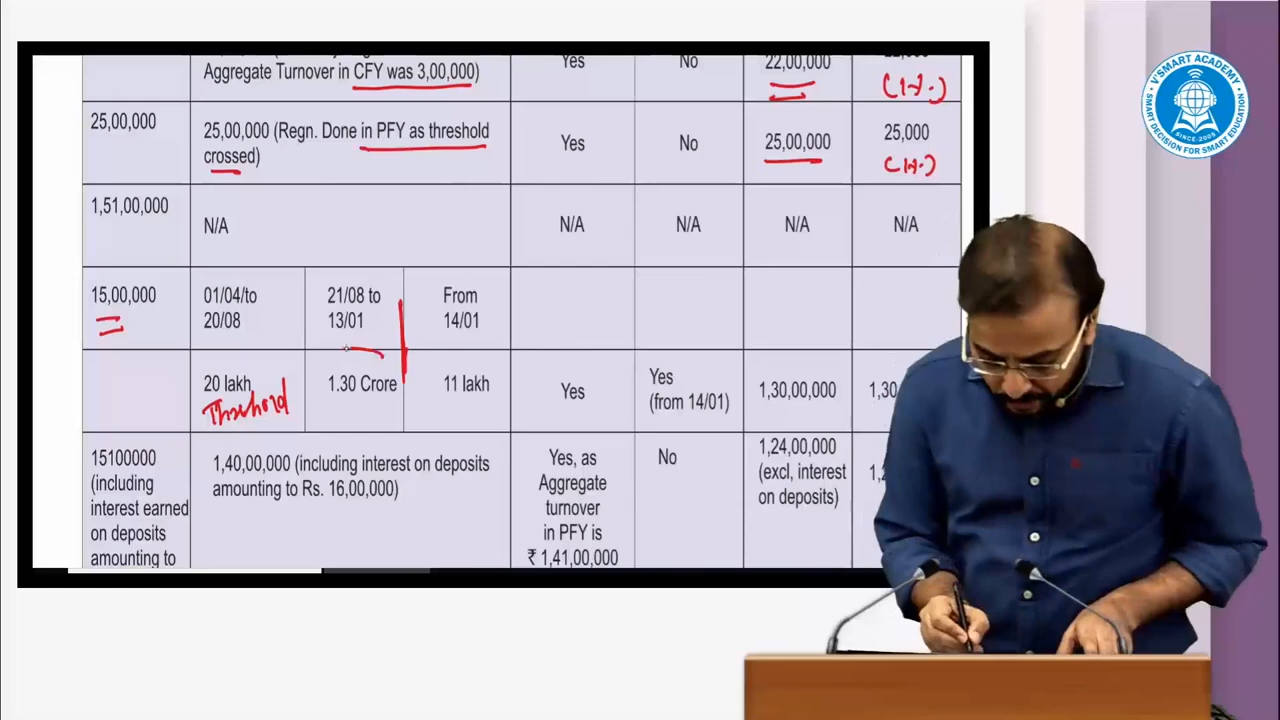 Aggregate Turnover in CFY was 3,00,000)
Yes
No
22,00,000
(1%)
25,00,000
25,00,000 (Regn. Done in PFY as threshold
crossed)
Yes
No
25,00,000
25,000
(1%)
1,51,00,000
N/A
N/A
N/A
N/A
N/A
15,00,000
01/04/to
20/08
21/08 to
13/01
From
14/01
20 lakh
Threshold
1.30 Crore
11 lakh
Yes
Yes
(from 14/01)
1,30,00,000
1,30
15100000
(including
interest earned
on deposits
amounting to
1,40,00,000 (including interest on deposits
amounting to Rs. 16,00,000)
Yes, as
Aggregate
turnover
in PFY is
₹ 1,41,00,000
No
1,24,00,000
(excl, interest
on deposits)
V'SMART ACADEMY
SMART DECISION FOR SMART EDUCATION
SINCE-2005